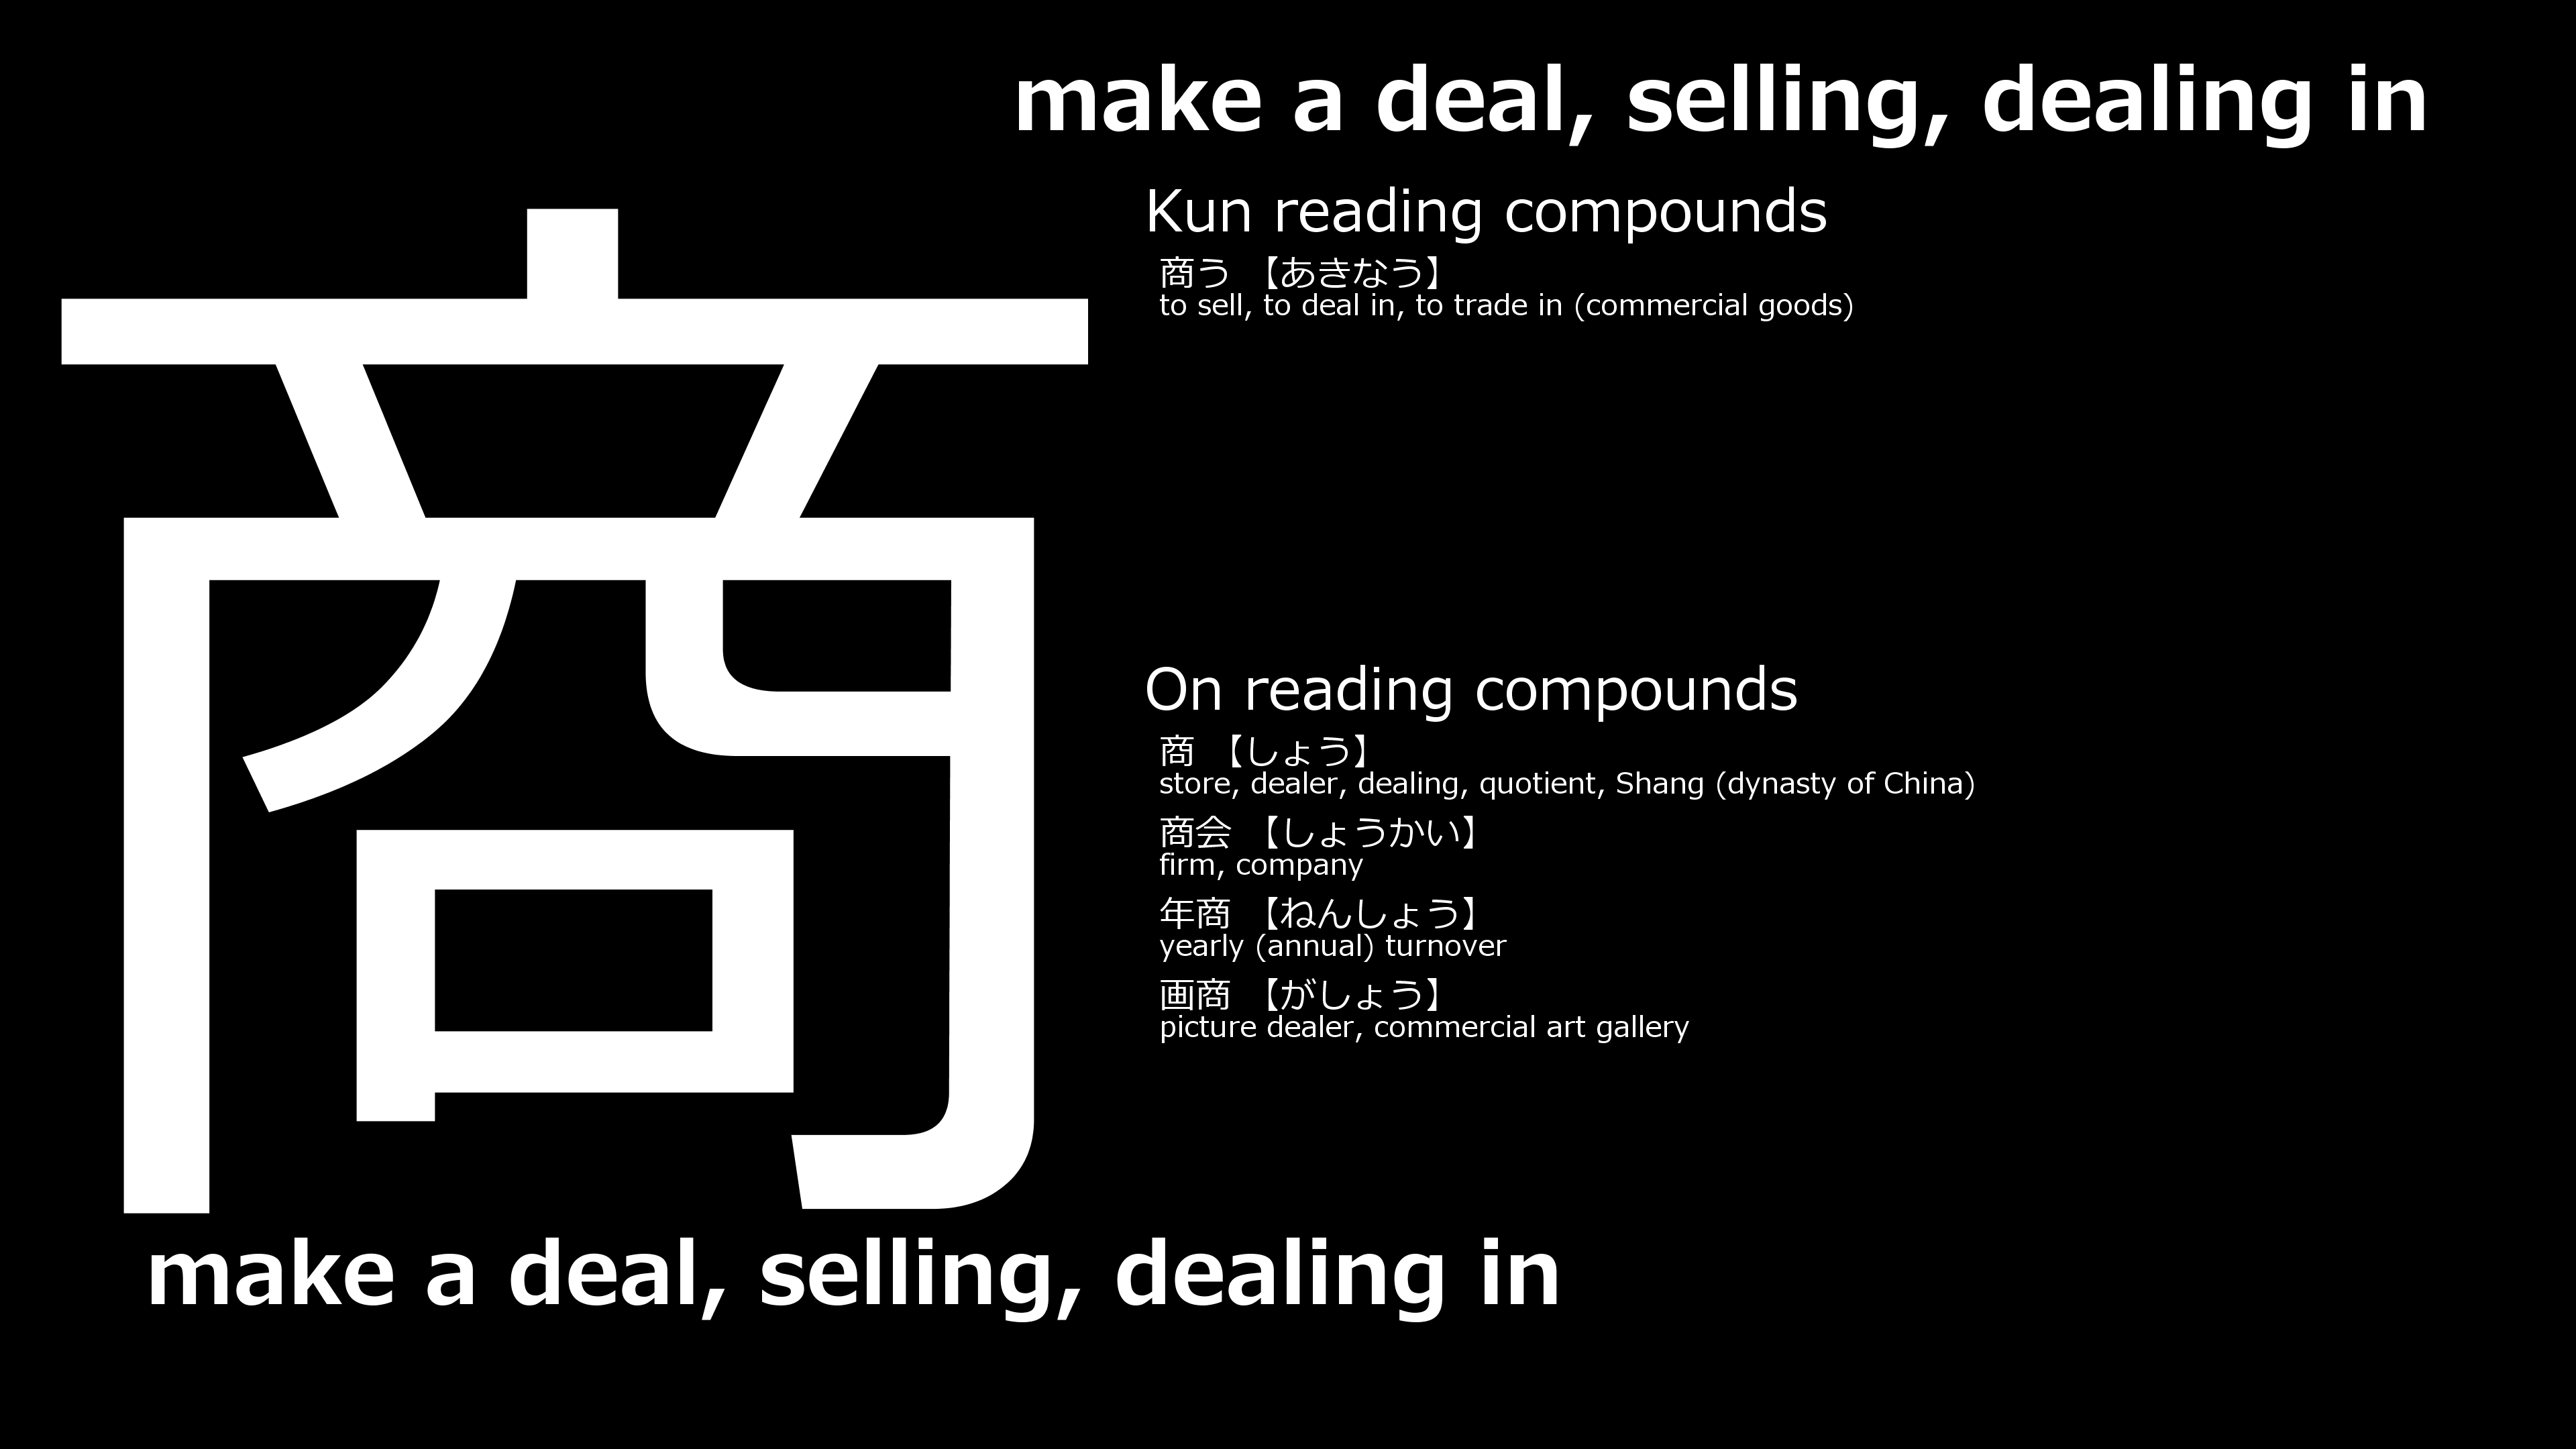 make a deal, selling, dealing in
商
Kun reading compounds
商う 【あきなう】
to sell, to deal in, to trade in (commercial goods)
On reading compounds
商 【しょう】
store, dealer, dealing, quotient, Shang (dynasty of China)
商会 【しょうかい】
firm, company
年商 【ねんしょう】
yearly (annual) turnover
画商 【がしょう】
picture dealer, commercial art gallery
make a deal, selling, dealing in